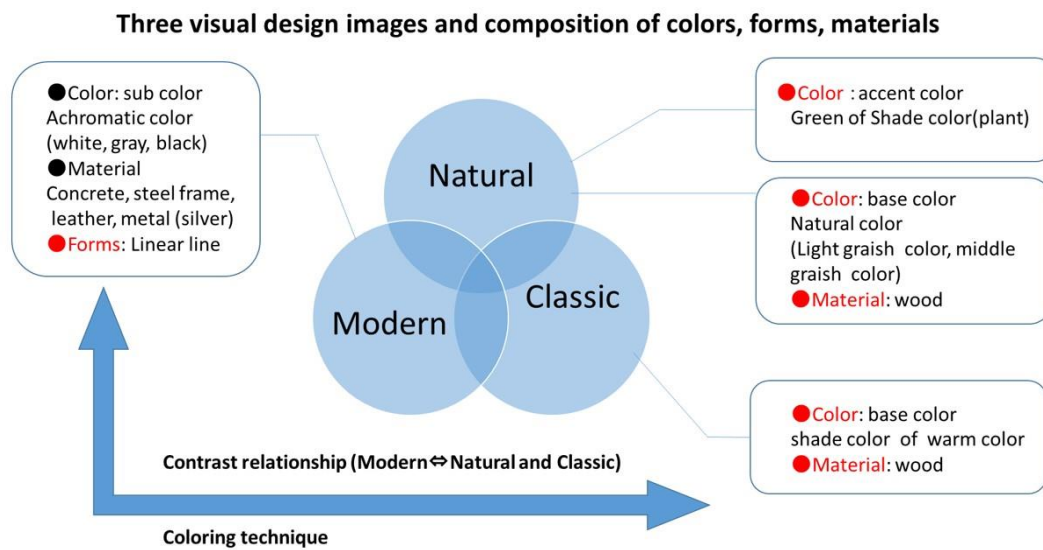 Three visual design images and composition of colors, forms, materials
●Color: sub color
Achromatic color
(white, gray, black)
●Material
Concrete, steel frame,
leather, metal (silver)
●Forms: Linear line
Natural
Modern
Classic
●Color : accent color
Green of Shade color(plant)
●Color: base color
Natural color
(Light graish color, middle
graish color)
●Material: wood
●Color: base color
shade color of warm color
●Material: wood
Contrast relationship (Modern⇔Natural and Classic)
Coloring technique